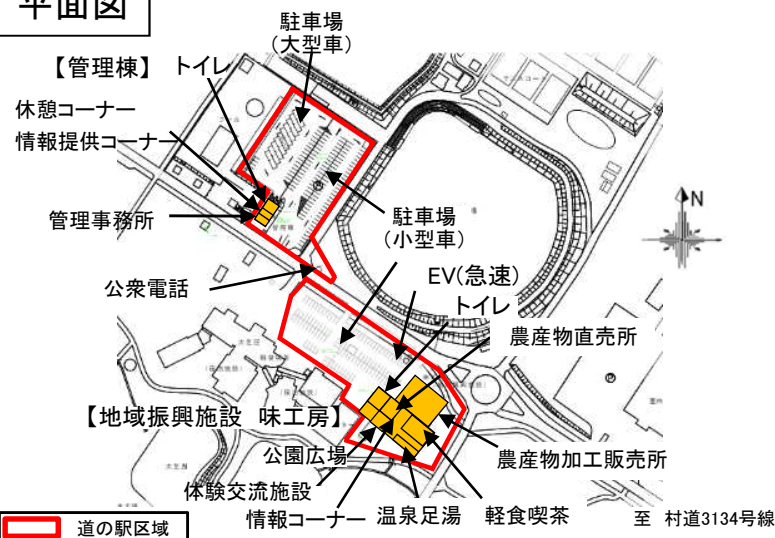 平面図
駐車場
(大型車)
【管理棟】
トイレ
休憩コーナー
情報提供コーナー
管理事務所
駐車場
(小型車)
公衆電話
EV(急速)
トイレ
農産物直売所
【地域振興施設 味工房】
公園広場
農産物加工販売所
体験交流施設
情報コーナー
温泉足湯
軽食喫茶
至 村道3134号線
道の駅区域
N